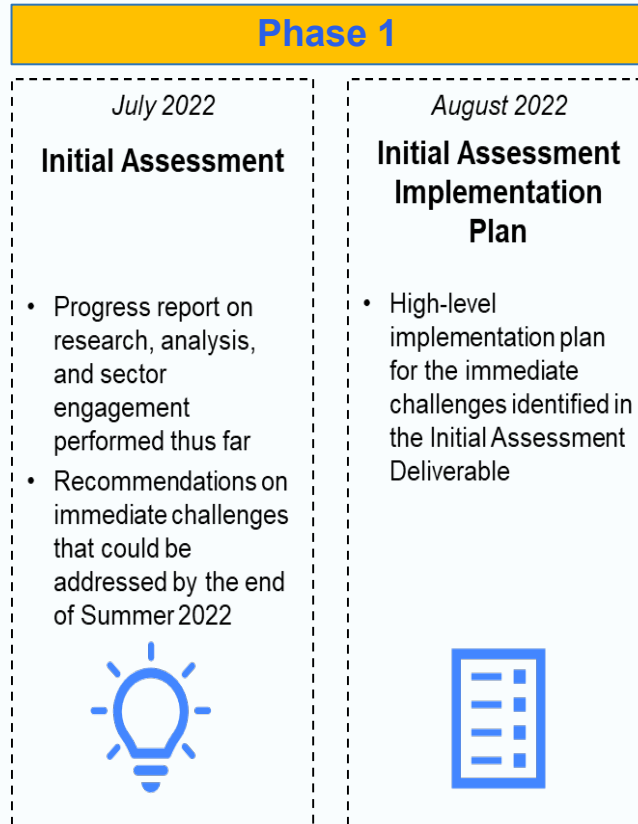 Phase 1
July 2022
Initial Assessment
• Progress report on
research, analysis,
and sector
engagement
performed thus far
• Recommendations on
immediate challenges
that could be
addressed by the end
of Summer 2022
August 2022
Initial Assessment
Implementation
Plan
• High-level
implementation plan
for the immediate
challenges identified in
the Initial Assessment
Deliverable